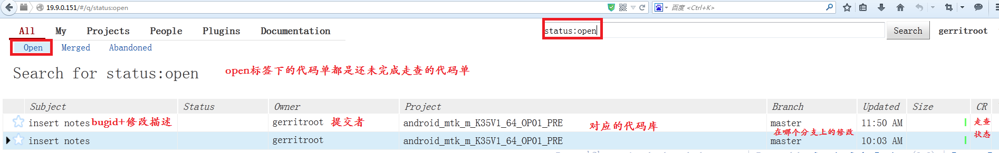 19.9.0.151/#/q/status:open
百度 <Ctrl+K>
All My Projects People Plugins Documentation
status:open Search gerritroot
Open Merged Abandoned
Search for status:open open标签下的代码单都是还未完成走查的代码单
Subject Status Owner Project Branch Updated Size CR
insert notes bugid+修改描述 gerritroot 提交者 android_mtk_m_K35V1_64_OP01_PRE 对应的代码库 master 11:50 AM 走查
在哪个分支上的修改 状态
insert notes gerritroot android_mtk_m_K35V1_64_OP01_PRE master 10:03 AM